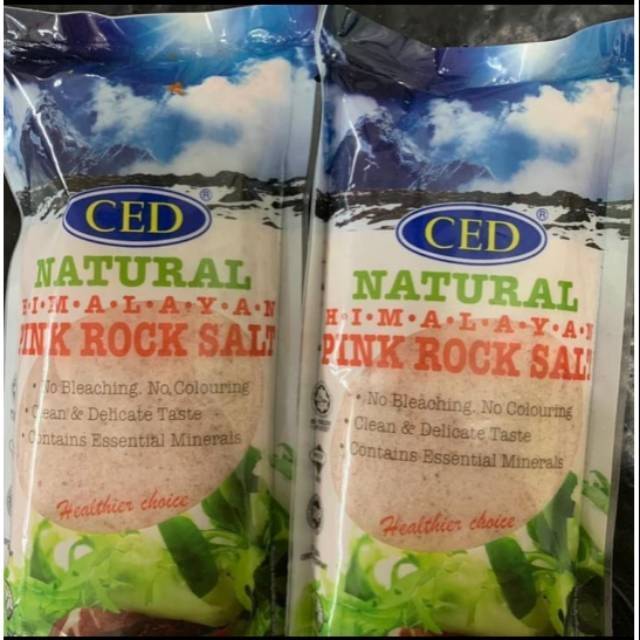 CED®
NATURAL
H·I·M·A·L·A·Y·A·N
PINK ROCK SALT
• No Bleaching. No Colouring
• Clean & Delicate Taste
• Contains Essential Minerals
Healthier choice
CED®
NATURAL
H·I·M·A·L·A·Y·A·N
PINK ROCK SALT
• No Bleaching. No Colouring
• Clean & Delicate Taste
• Contains Essential Minerals
Healthier choice